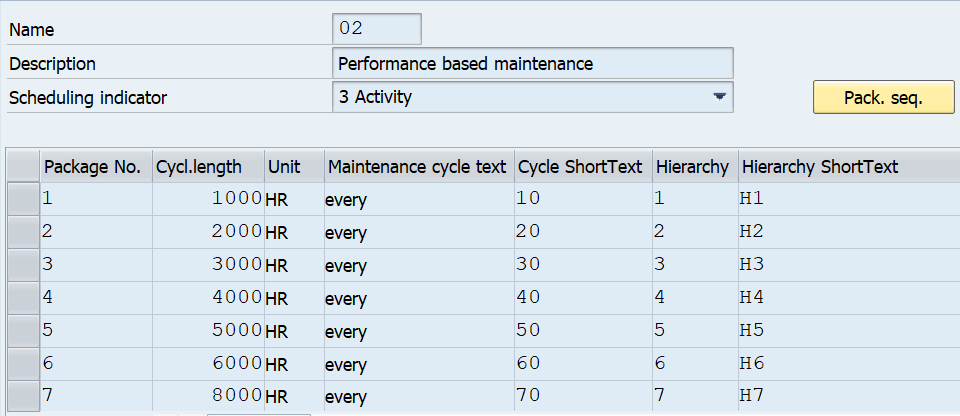 Name 02
Description Performance based maintenance
Scheduling indicator 3 Activity Pack. seq.
Package No. Cycl.length Unit Maintenance cycle text Cycle ShortText Hierarchy Hierarchy ShortText
1 1000 HR every 10 1 H1
2 2000 HR every 20 2 H2
3 3000 HR every 30 3 H3
4 4000 HR every 40 4 H4
5 5000 HR every 50 5 H5
6 6000 HR every 60 6 H6
7 8000 HR every 70 7 H7